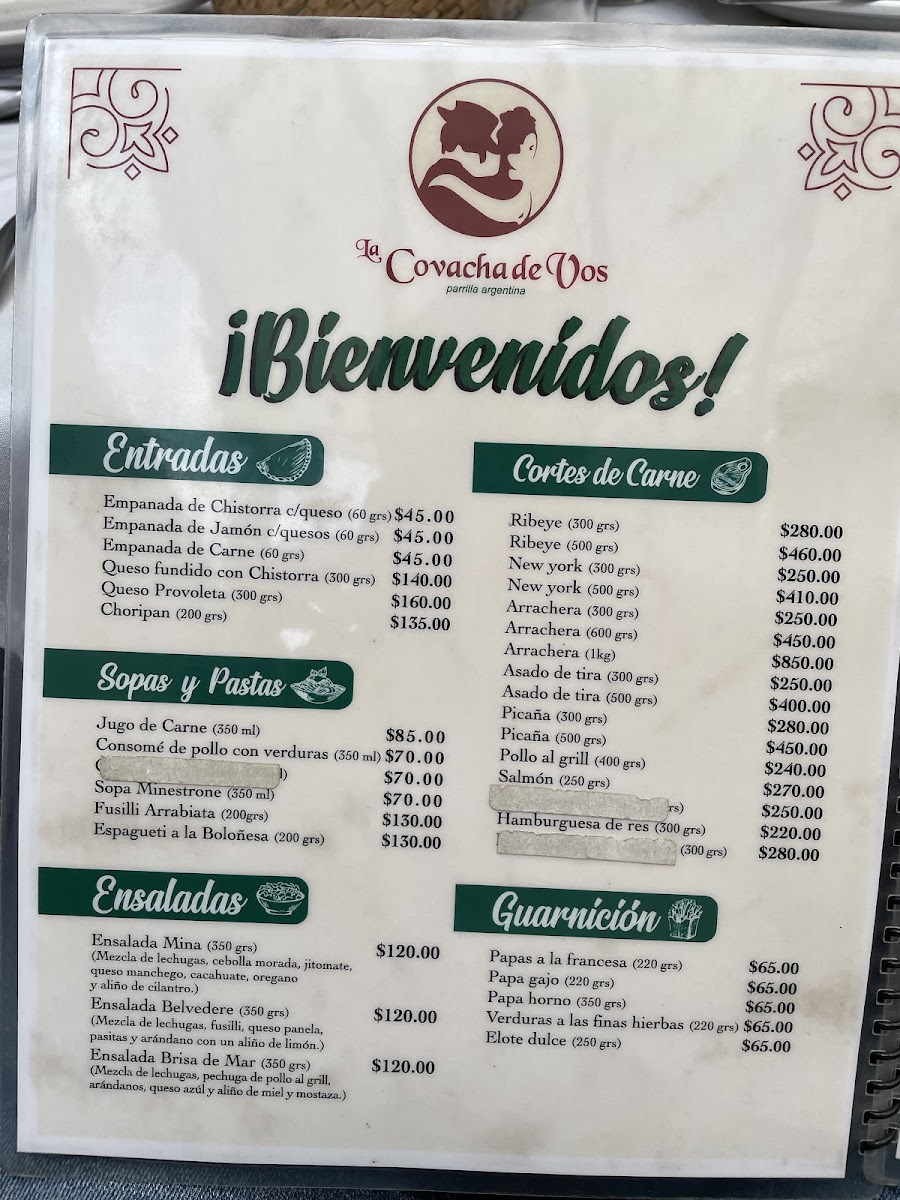 La
Covacha de Vos
parrilla argentina
¡Bienvenidos!
Entradas
Empanada de Chistorra c/queso (60 grs) $45.00
Empanada de Jamón c/quesos (60 grs) $45.00
Empanada de Carne (60 grs) $45.00
Queso fundido con Chistorra (300 grs) $140.00
Queso Provoleta (300 grs) $160.00
Choripan (200 grs) $135.00
Sopas y Pastas
Jugo de Carne (350 ml) $85.00
Consomé de pollo con verduras (350 ml) $70.00
$70.00
Sopa Minestrone (350 ml) $70.00
Fusilli Arrabiata (200grs) $130.00
Espagueti a la Boloñesa (200 grs) $130.00
Ensaladas
Ensalada Mina (350 grs) $120.00
(Mezcla de lechugas, cebolla morada, jitomate,
queso manchego, cacahuate, oregano
y aliño de cilantro.)
Ensalada Belvedere (350 grs) $120.00
(Mezcla de lechugas, fusilli, queso panela,
pasitas y arándano con un aliño de limón.)
Ensalada Brisa de Mar (350 grs) $120.00
(Mezcla de lechugas, pechuga de pollo al grill,
arándanos, queso azúl y aliño de miel y mostaza.)
Cortes de Carne
Ribeye (300 grs) $280.00
Ribeye (500 grs) $460.00
New york (300 grs) $250.00
New york (500 grs) $410.00
Arrachera (300 grs) $250.00
Arrachera (600 grs) $450.00
Arrachera (1kg) $850.00
Asado de tira (300 grs) $250.00
Asado de tira (500 grs) $400.00
Picaña (300 grs) $280.00
Picaña (500 grs) $450.00
Pollo al grill (400 grs) $240.00
Salmón (250 grs) $270.00
rs) $250.00
Hamburguesa de res (300 grs) $220.00
(300 grs) $280.00
Guarnición
Papas a la francesa (220 grs) $65.00
Papa gajo (220 grs) $65.00
Papa horno (350 grs) $65.00
Verduras a las finas hierbas (220 grs) $65.00
Elote dulce (250 grs) $65.00